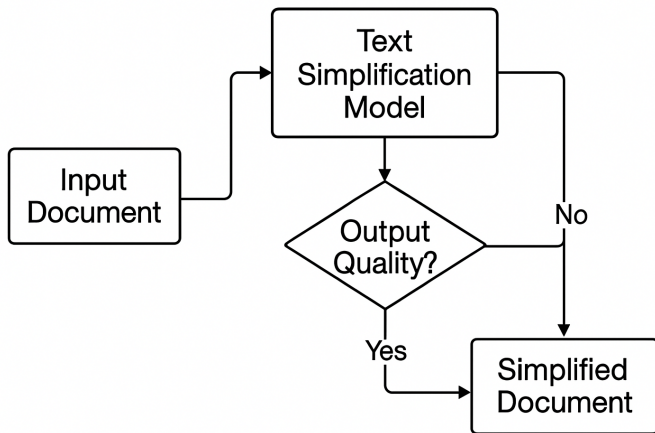 Text
Simplification
Model
Input
Document
Output
Quality?
No
Yes
Simplified
Document